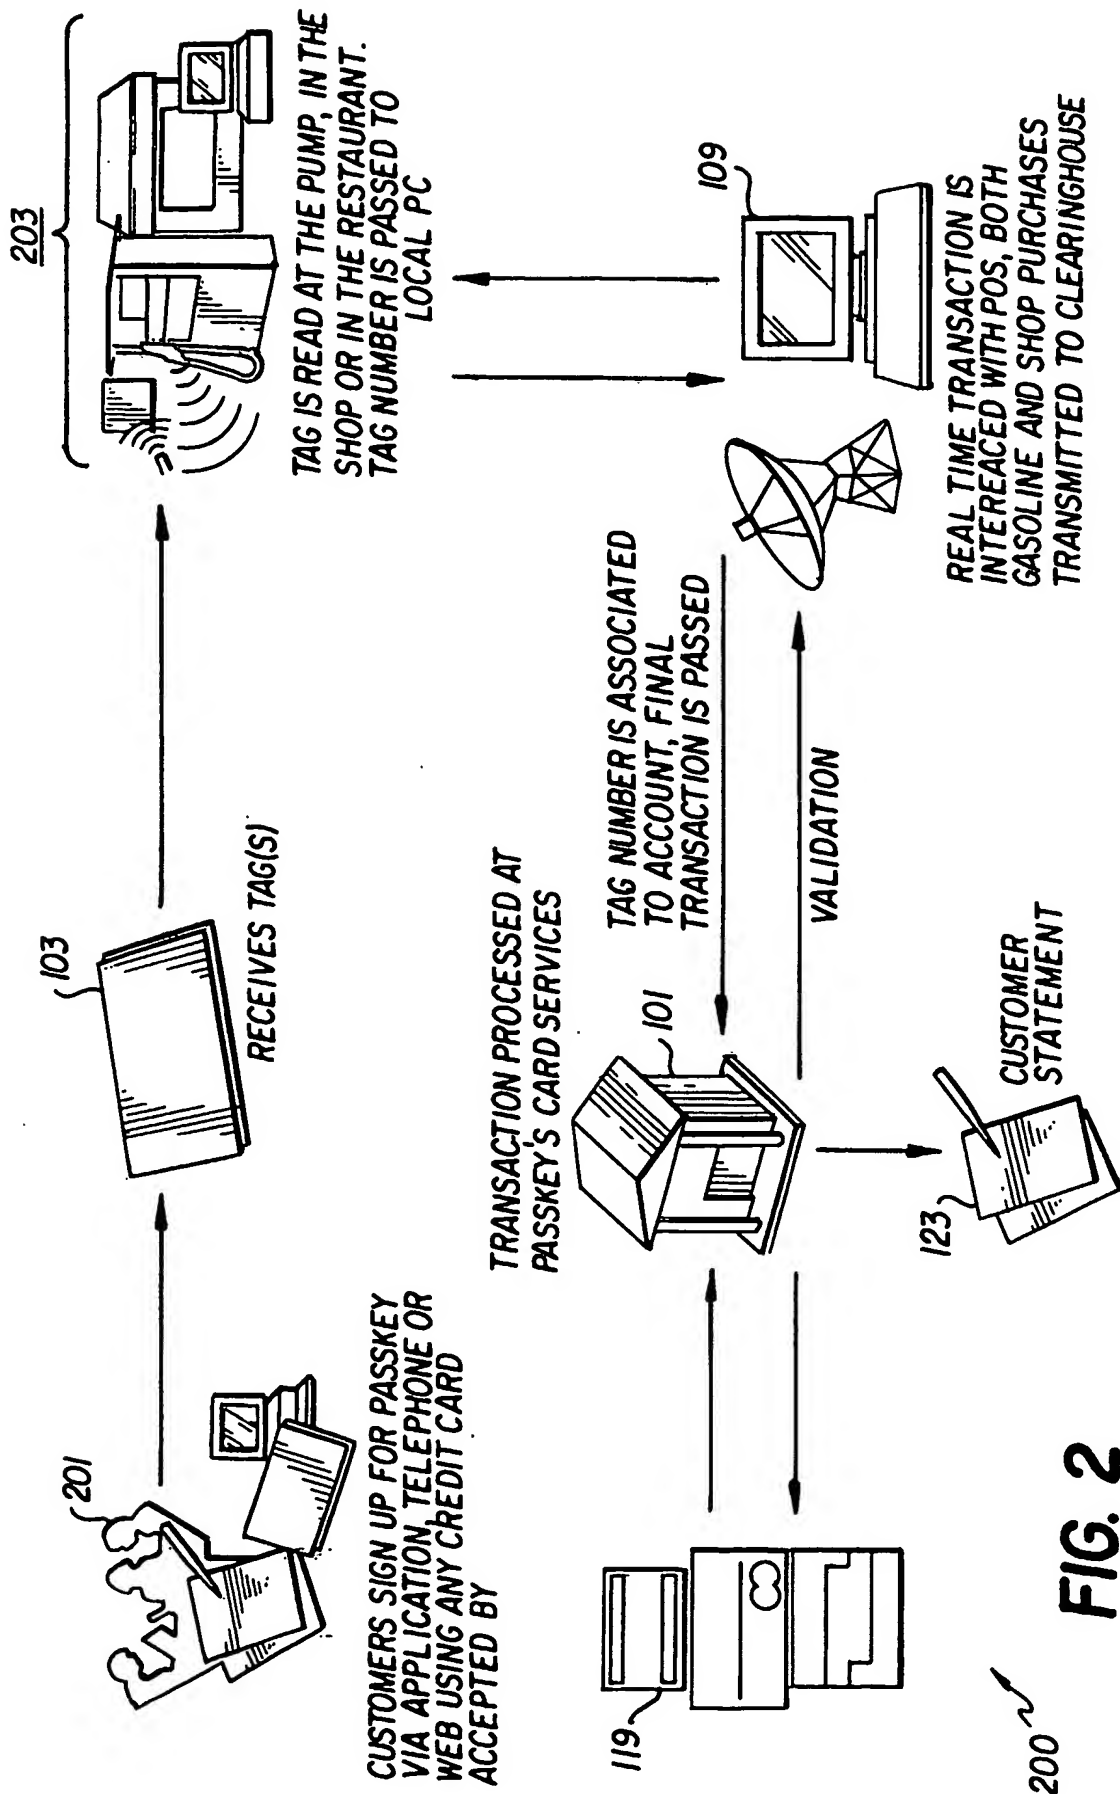 201
CUSTOMERS SIGN UP FOR PASSKEY
VIA APPLICATION, TELEPHONE OR
WEB USING ANY CREDIT CARD
ACCEPTED BY
103
RECEIVES TAG(S)
203
TAG IS READ AT THE PUMP, IN THE
SHOP OR IN THE RESTAURANT.
TAG NUMBER IS PASSED TO
LOCAL PC
109
REAL TIME TRANSACTION IS
INTEREACED WITH POS, BOTH
GASOLINE AND SHOP PURCHASES
TRANSMITTED TO CLEARINGHOUSE
TAG NUMBER IS ASSOCIATED
TO ACCOUNT, FINAL
TRANSACTION IS PASSED
VALIDATION
TRANSACTION PROCESSED AT
PASSKEY'S CARD SERVICES
101
123
CUSTOMER
STATEMENT
119
200
FIG. 2